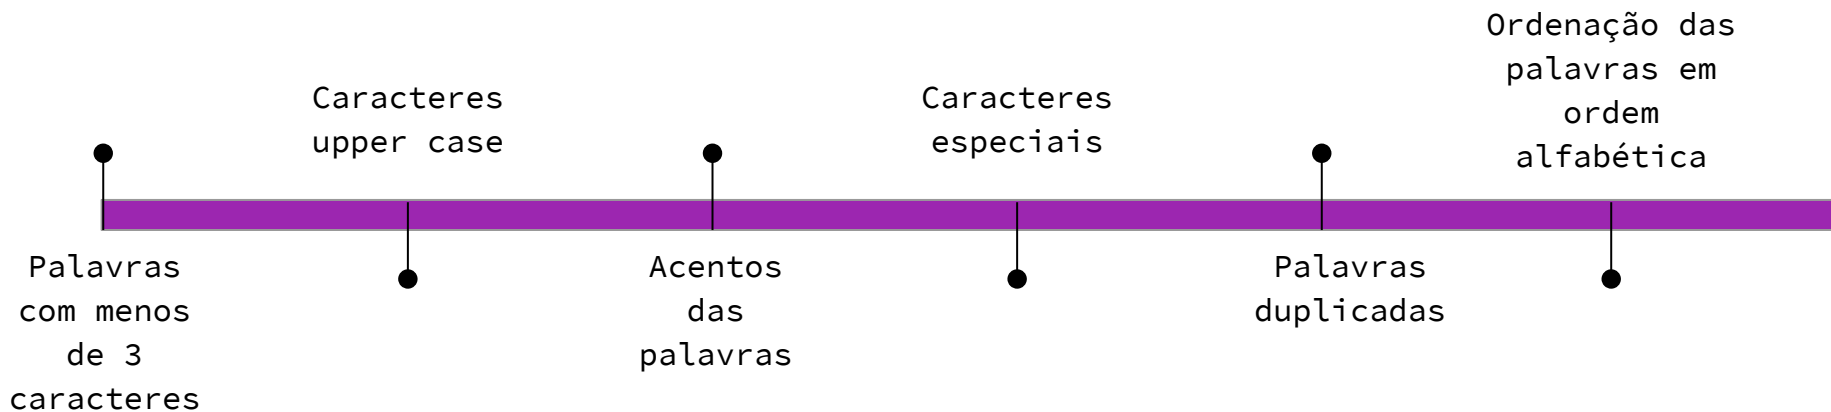 Palavras
com menos
de 3
caracteres
Caracteres
upper case
Acentos
das
palavras
Caracteres
especiais
Palavras
duplicadas
Ordenação das
palavras em
ordem
alfabética